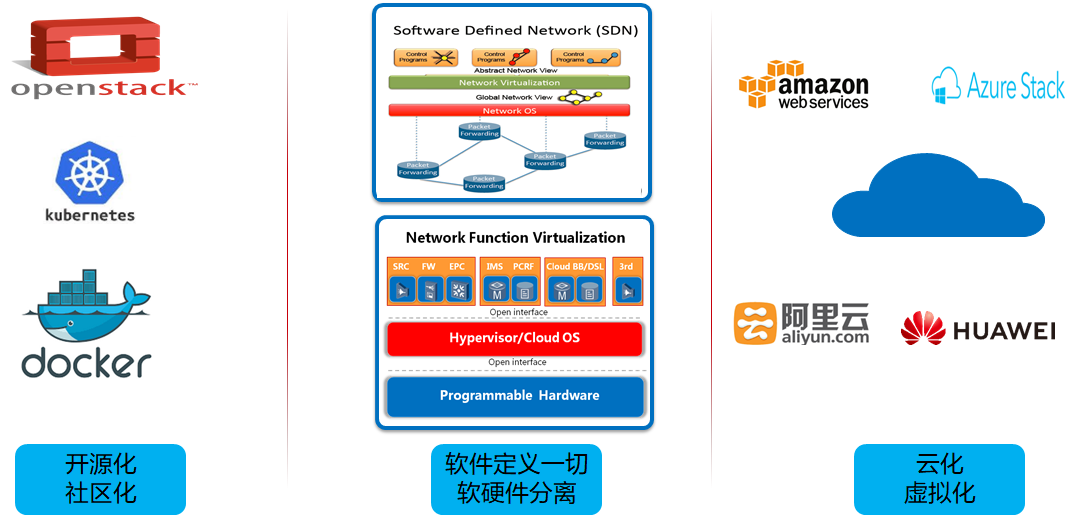 openstack™
kubernetes
docker
开源化
社区化
Software Defined Network (SDN)
Control Programs
Control Programs
Control Programs
Abstract Network View
Network Virtualization
Global Network View
Network OS
Packet Forwarding
Packet Forwarding
Packet Forwarding
Packet Forwarding
Packet Forwarding
Network Function Virtualization
SRC FW EPC IMS PCRF Cloud BB/DSL 3rd
M M
Open interface
Hypervisor/Cloud OS
Open interface
Programmable Hardware
软件定义一切
软硬件分离
amazon
web services
Azure Stack
阿里云
aliyun.com
HUAWEI
云化
虚拟化